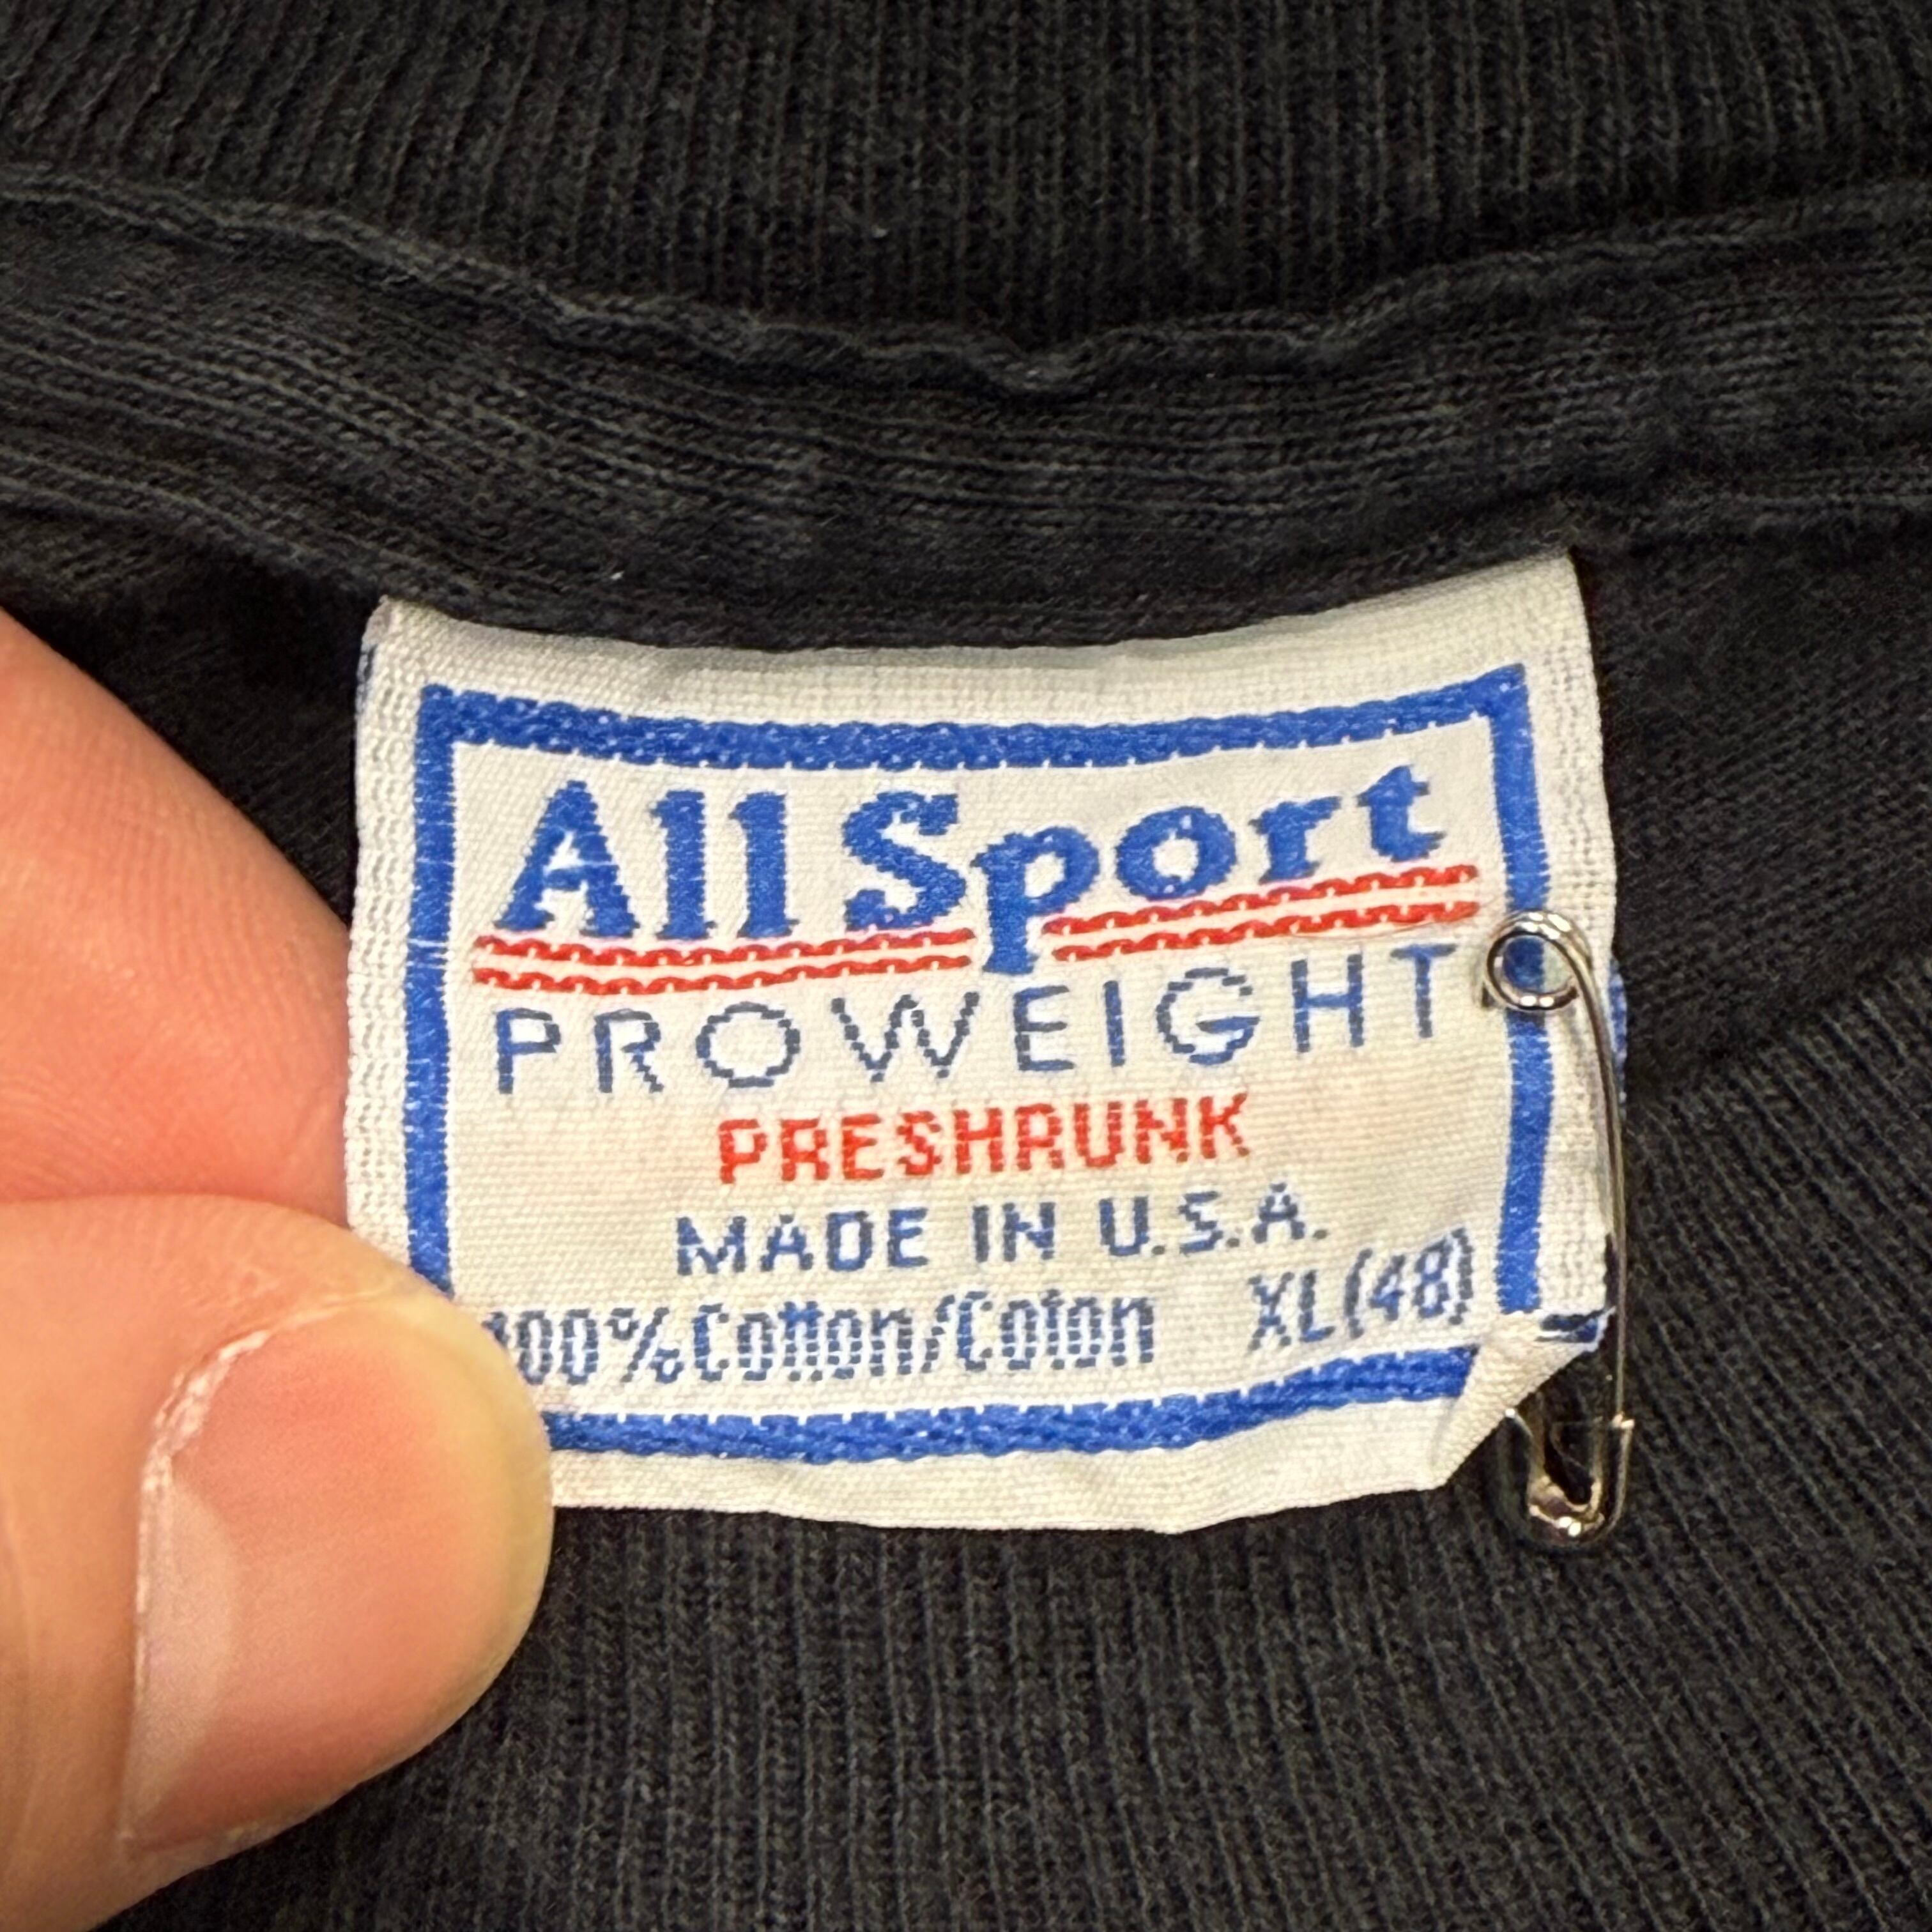 All Sport
PROWEIGHT
PRESHRUNK
MADE IN U.S.A.
100% Cotton/Coton XL (48)